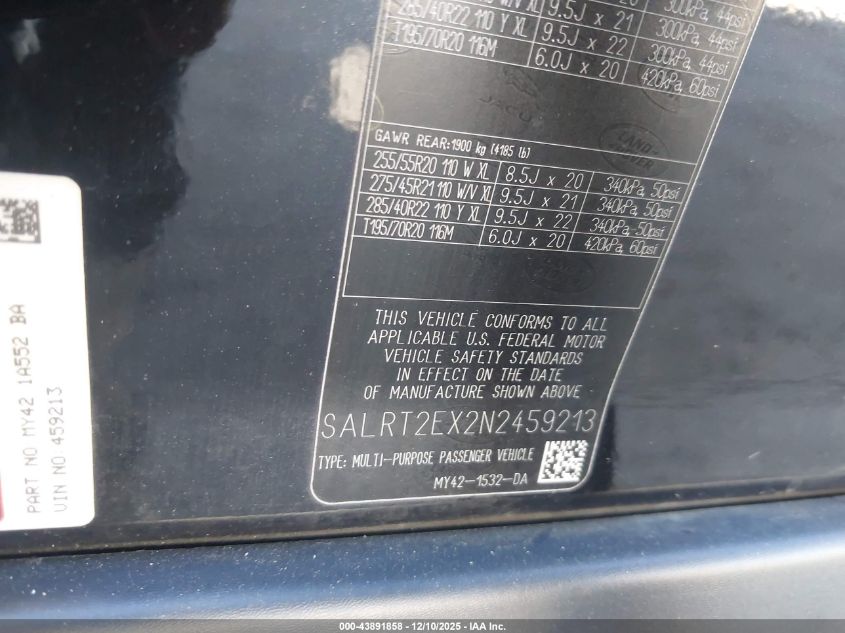 285/40R22 110 Y XL 9.5J x 21 300kPa, 44psi
T195/70R20 116M 9.5J x 22 300kPa, 44psi
6.0J x 20 420kPa, 60psi
GAWR REAR:1900 kg (4185 lb)
255/55R20 110 W XL 8.5J x 20 340kPa, 50psi
275/45R21 110 W/V XL 9.5J x 21 340kPa, 50psi
285/40R22 110 Y XL 9.5J x 22 340kPa, 50psi
T195/70R20 116M 6.0J x 20 420kPa, 60psi
LAND
ROVER
THIS VEHICLE CONFORMS TO ALL
APPLICABLE U.S. FEDERAL MOTOR
VEHICLE SAFETY STANDARDS
IN EFFECT ON THE DATE
OF MANUFACTURE SHOWN ABOVE
SALRT2EX2N2459213
TYPE: MULTI-PURPOSE PASSENGER VEHICLE
MY42-1532-DA
PART NO MY42 1A552 BA
VIN NO 459213
000-43891858 - 12/10/2025 - IAA Inc.